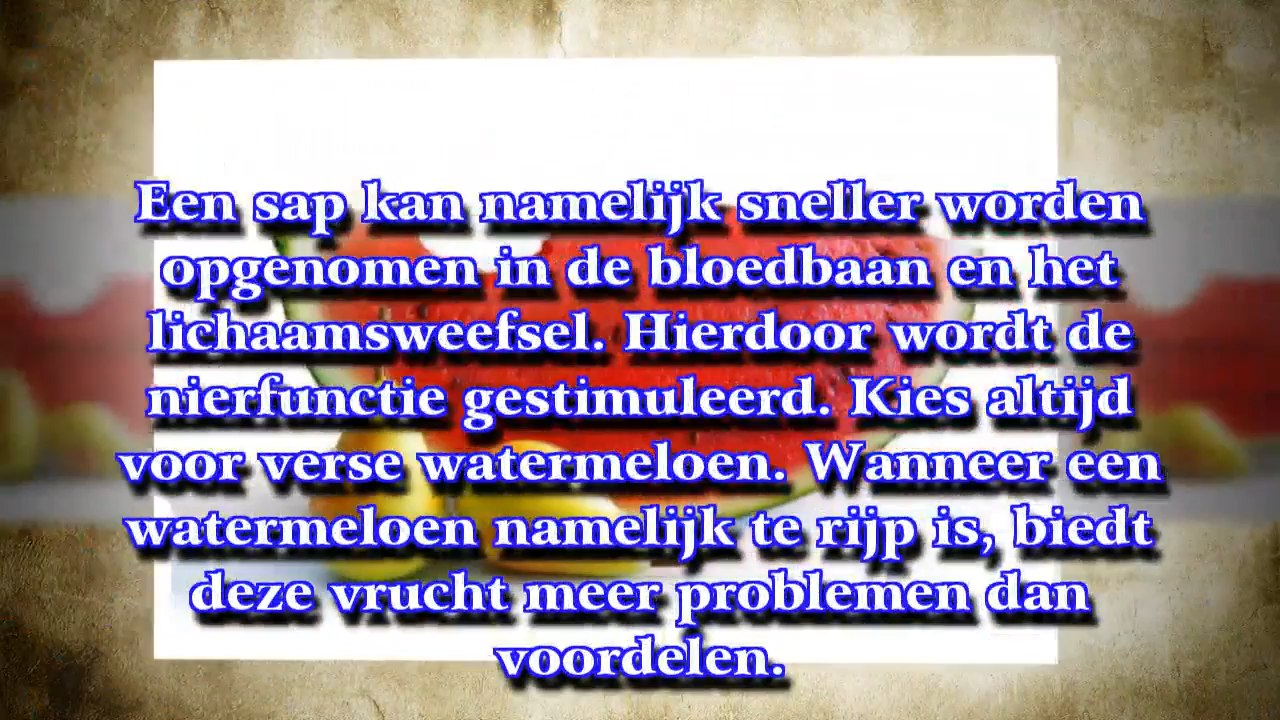 Een sap kan namelijk sneller worden
opgenomen in de bloedbaan en het
lichaamsweefsel. Hierdoor wordt de
nierfunctie gestimuleerd. Kies altijd
voor verse watermeloen. Wanneer een
watermeloen namelijk te rijp is, biedt
deze vrucht meer problemen dan
voordelen.